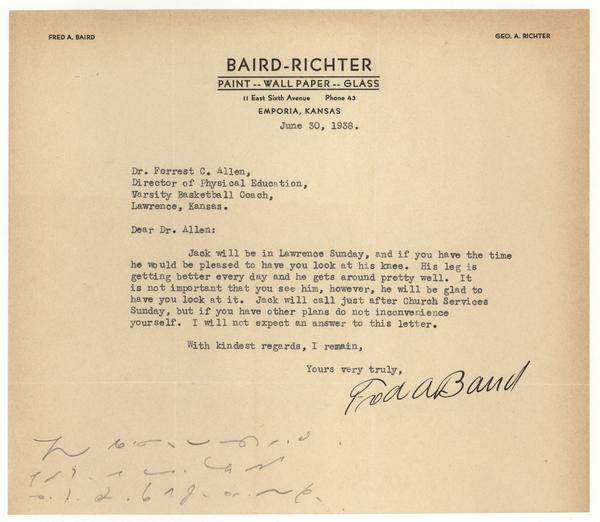 FRED A. BAIRD
GEO. A. RICHTER
BAIRD-RICHTER
PAINT -- WALL PAPER -- GLASS
11 East Sixth Avenue Phone 43
EMPORIA, KANSAS
June 30, 1938.
Dr. Forrest C. Allen,
Director of Physical Education,
Varsity Basketball Coach,
Lawrence, Kansas.
Dear Dr. Allen:
Jack will be in Lawrence Sunday, and if you have the time
he would be pleased to have you look at his knee. His leg is
getting better every day and he gets around pretty well. It
is not important that you see him, however, he will be glad to
have you look at it. Jack will call just after Church Services
Sunday, but if you have other plans do not inconvenience
yourself. I will not expect an answer to this letter.
With kindest regards, I remain,
Yours very truly,
Fred A Baird